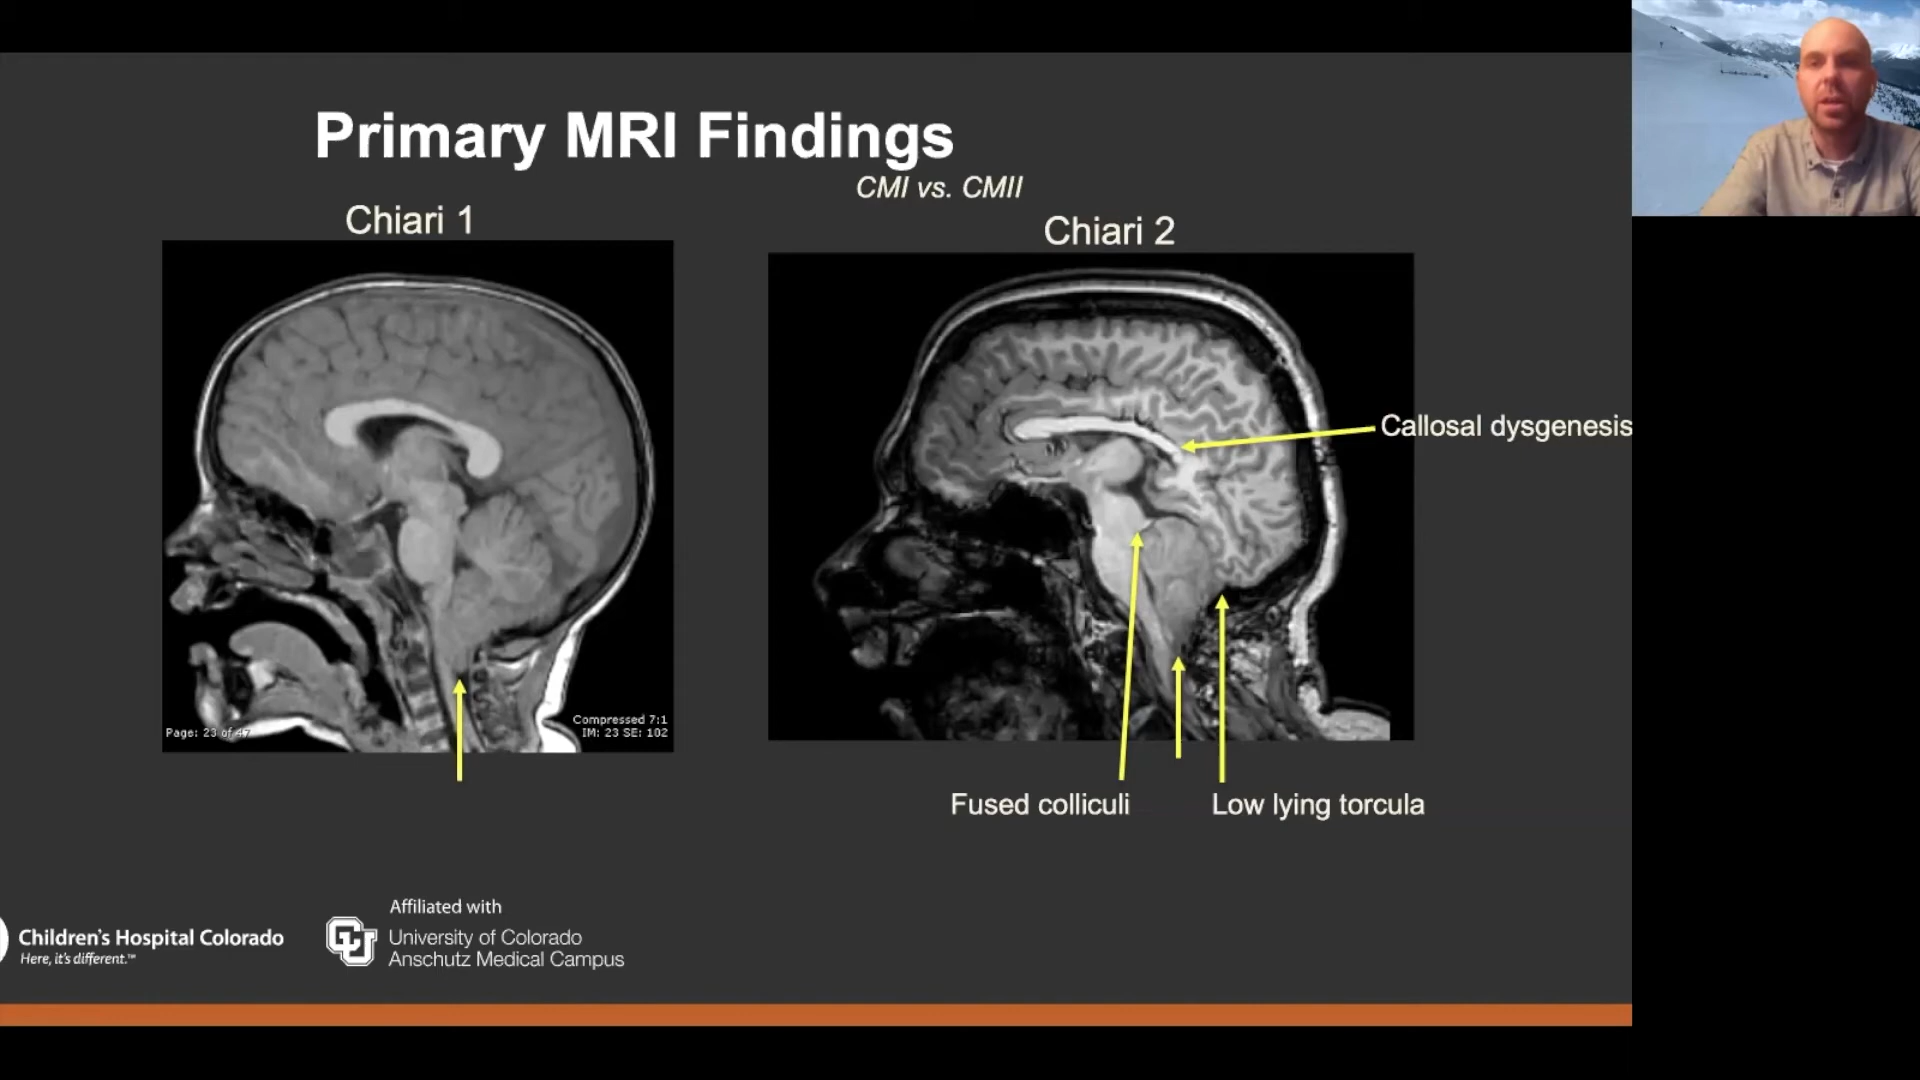 Primary MRI Findings
CMI vs. CMII
Chiari 1
Chiari 2
Callosal dysgenesis
Compressed 7:1
Page: 23 of 47
IM: 23 SE: 102
Fused colliculi
Low lying torcula
Affiliated with
Children's Hospital Colorado
Here, it's different.™
University of Colorado
Anschutz Medical Campus